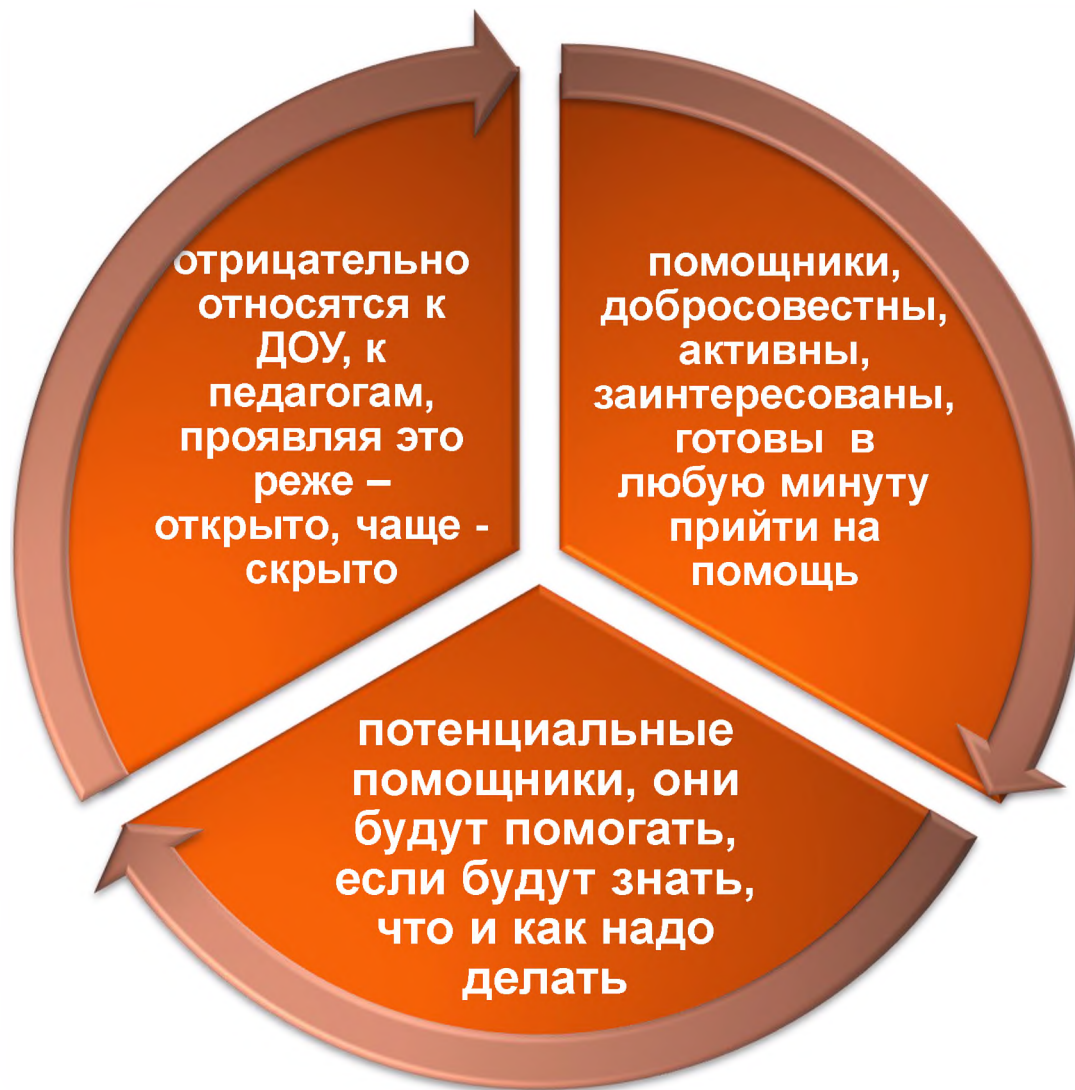 отрицательно
относятся к
ДОУ, к
педагогам,
проявляя это
реже –
открыто, чаще -
скрыто
помощники,
добросовестны,
активны,
заинтересованы,
готовы в
любую минуту
прийти на
помощь
потенциальные
помощники, они
будут помогать,
если будут знать,
что и как надо
делать